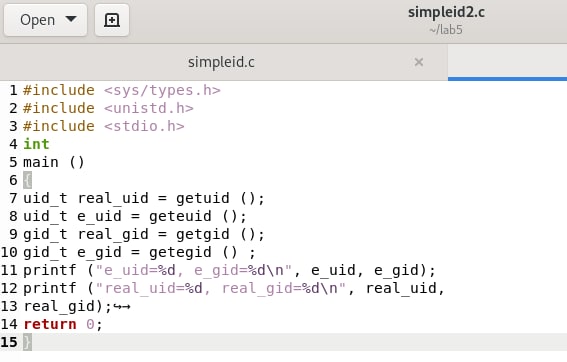 Open
simpleid2.c
~/lab5
simpleid.c ×
1 #include <sys/types.h>
2 #include <unistd.h>
3 #include <stdio.h>
4 int
5 main ()
6 {
7 uid_t real_uid = getuid ();
8 uid_t e_uid = geteuid ();
9 gid_t real_gid = getgid ();
10 gid_t e_gid = getegid () ;
11 printf ("e_uid=%d, e_gid=%d\n", e_uid, e_gid);
12 printf ("real_uid=%d, real_gid=%d\n", real_uid,
13 real_gid);↪→
14 return 0;
15 }